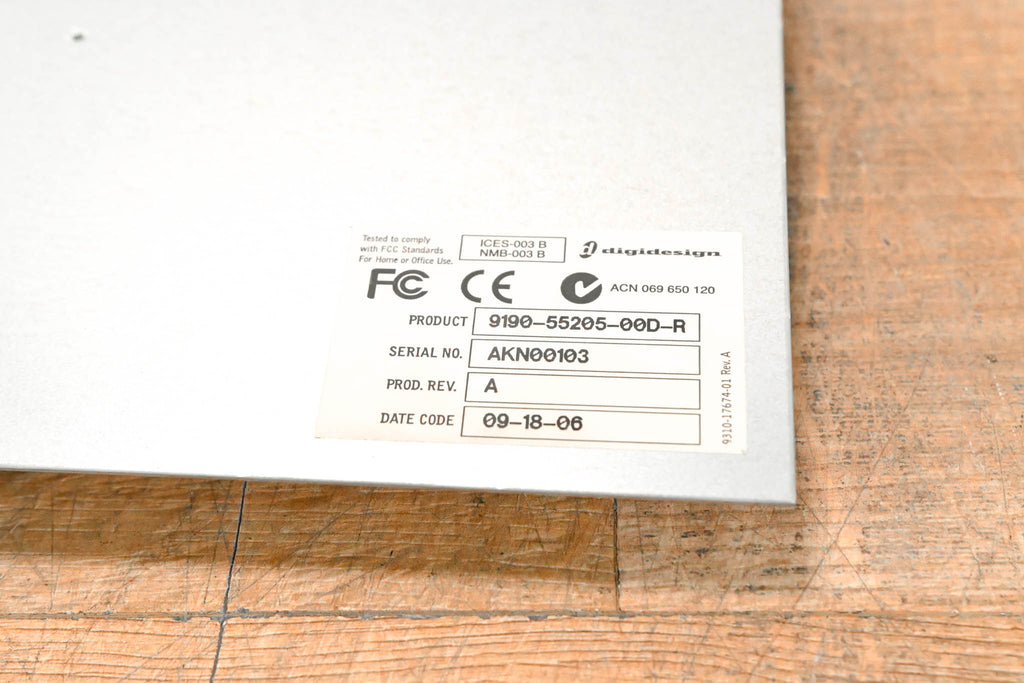 Tested to comply
with FCC Standards
For Home or Office Use.
ICES-003 B
NMB-003 B
digidesign
FC CE ACN 069 650 120
PRODUCT 9190-55205-00D-R
SERIAL NO. AKN00103
PROD. REV. A
DATE CODE 09-18-06
9310-17674-01 Rev. A